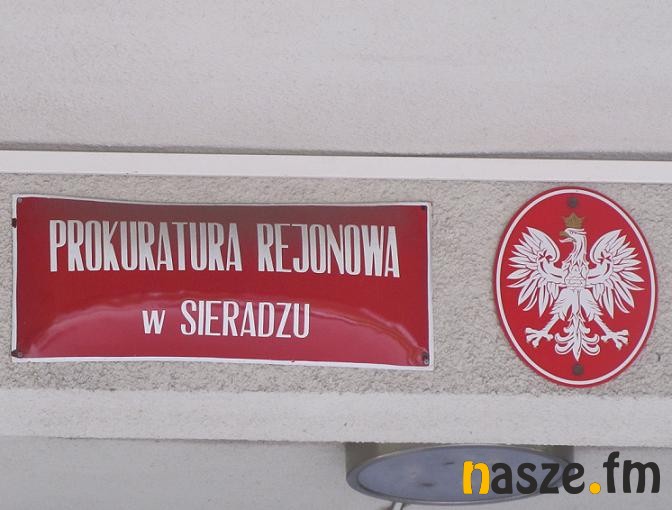 PROKURATURA REJONOWA
w SIERADZU
nasze.fm